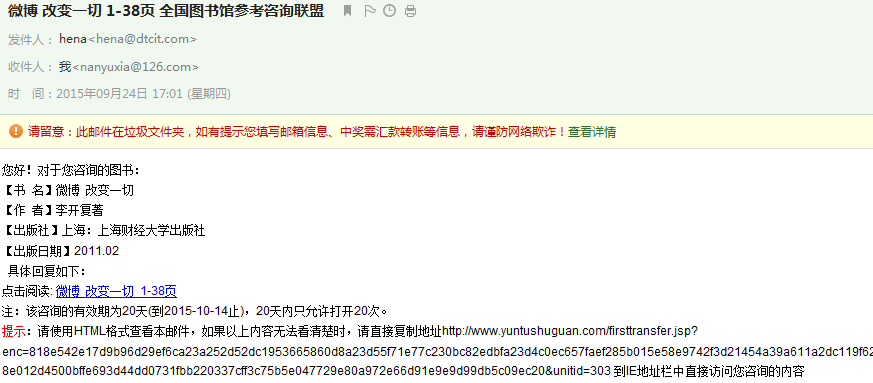 微博 改变一切 1-38页 全国图书馆参考咨询联盟
发件人：hena<hena@dtcit.com>
收件人：我<nanyuxia@126.com>
时 间：2015年09月24日 17:01 (星期四)
请留意：此邮件在垃圾文件夹，如有提示您填写邮箱信息、中奖需汇款转账等信息，请谨防网络欺诈！查看详情
您好！对于您咨询的图书：
【书 名】微博 改变一切
【作 者】李开复著
【出版社】上海：上海财经大学出版社
【出版日期】2011.02
具体回复如下：
点击阅读: 微博 改变一切 1-38页
注：该咨询的有效期为20天(到2015-10-14止)，20天内只允许打开20次。
提示：请使用HTML格式查看本邮件，如果以上内容无法看清楚时，请直接复制地址http://www.yuntushuguan.com/firsttransfer.jsp?
enc=818e542e17d9b96d29ef6ca23a252d52dc1953665860d8a23d55f71e77c230bc82edbfa23d4c0ec657faef285b015e58e9742f3d21454a39a611a2dc119f62
8e012d4500bffe693d44dd0731fbb220337cff3c75b5e047729e80a972e66d91e9e9d99db5c09ec20&unitid=303 到IE地址栏中直接访问您咨询的内容